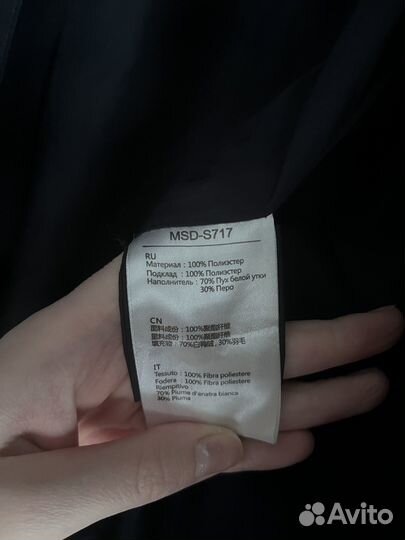 MSD-S717
RU
Материал : 100% Полиэстер
Подклад : 100% Полиэстер
Наполнитель : 70% Пух белой утки
30% Перо
CN
面料成份: 100%聚酯纤维
里料成份: 100%聚酯纤维
填充物: 70%白鸭绒, 30%羽毛
IT
Tessuto : 100% Fibra poliestere
Fodera : 100% Fibra poliestere
Riempitivo :
70% Piuma d'anatra bianca
30% Piuma
Avito